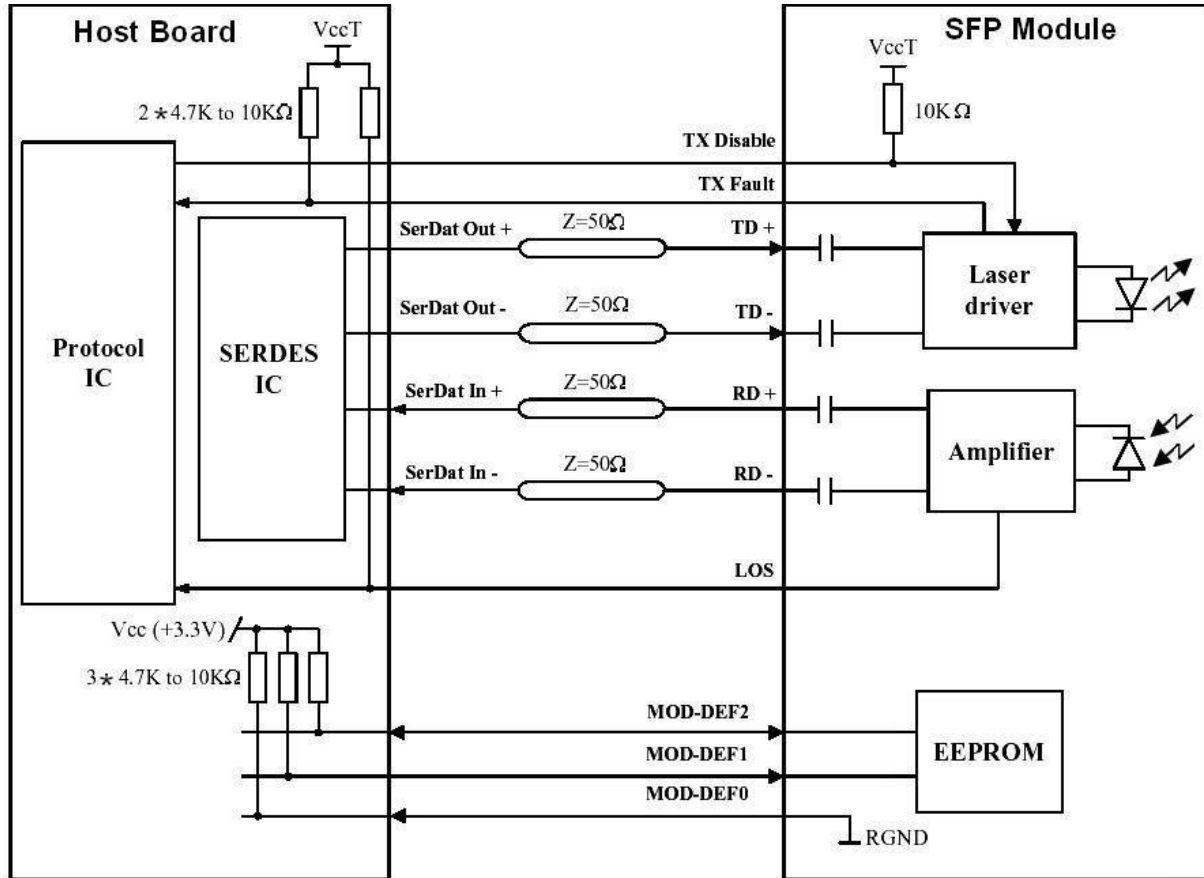 Host Board
SFP Module
VccT
VccT
2*4.7K to 10KΩ
10KΩ
TX Disable
TX Fault
SerDat Out +
Z=50Ω
TD +
Laser
driver
SerDat Out -
Z=50Ω
TD -
Protocol
IC
SERDES
IC
SerDat In +
Z=50Ω
RD +
Amplifier
SerDat In -
Z=50Ω
RD -
LOS
Vcc (+3.3V)
3*4.7K to 10KΩ
MOD-DEF2
MOD-DEF1
MOD-DEF0
EEPROM
RGND